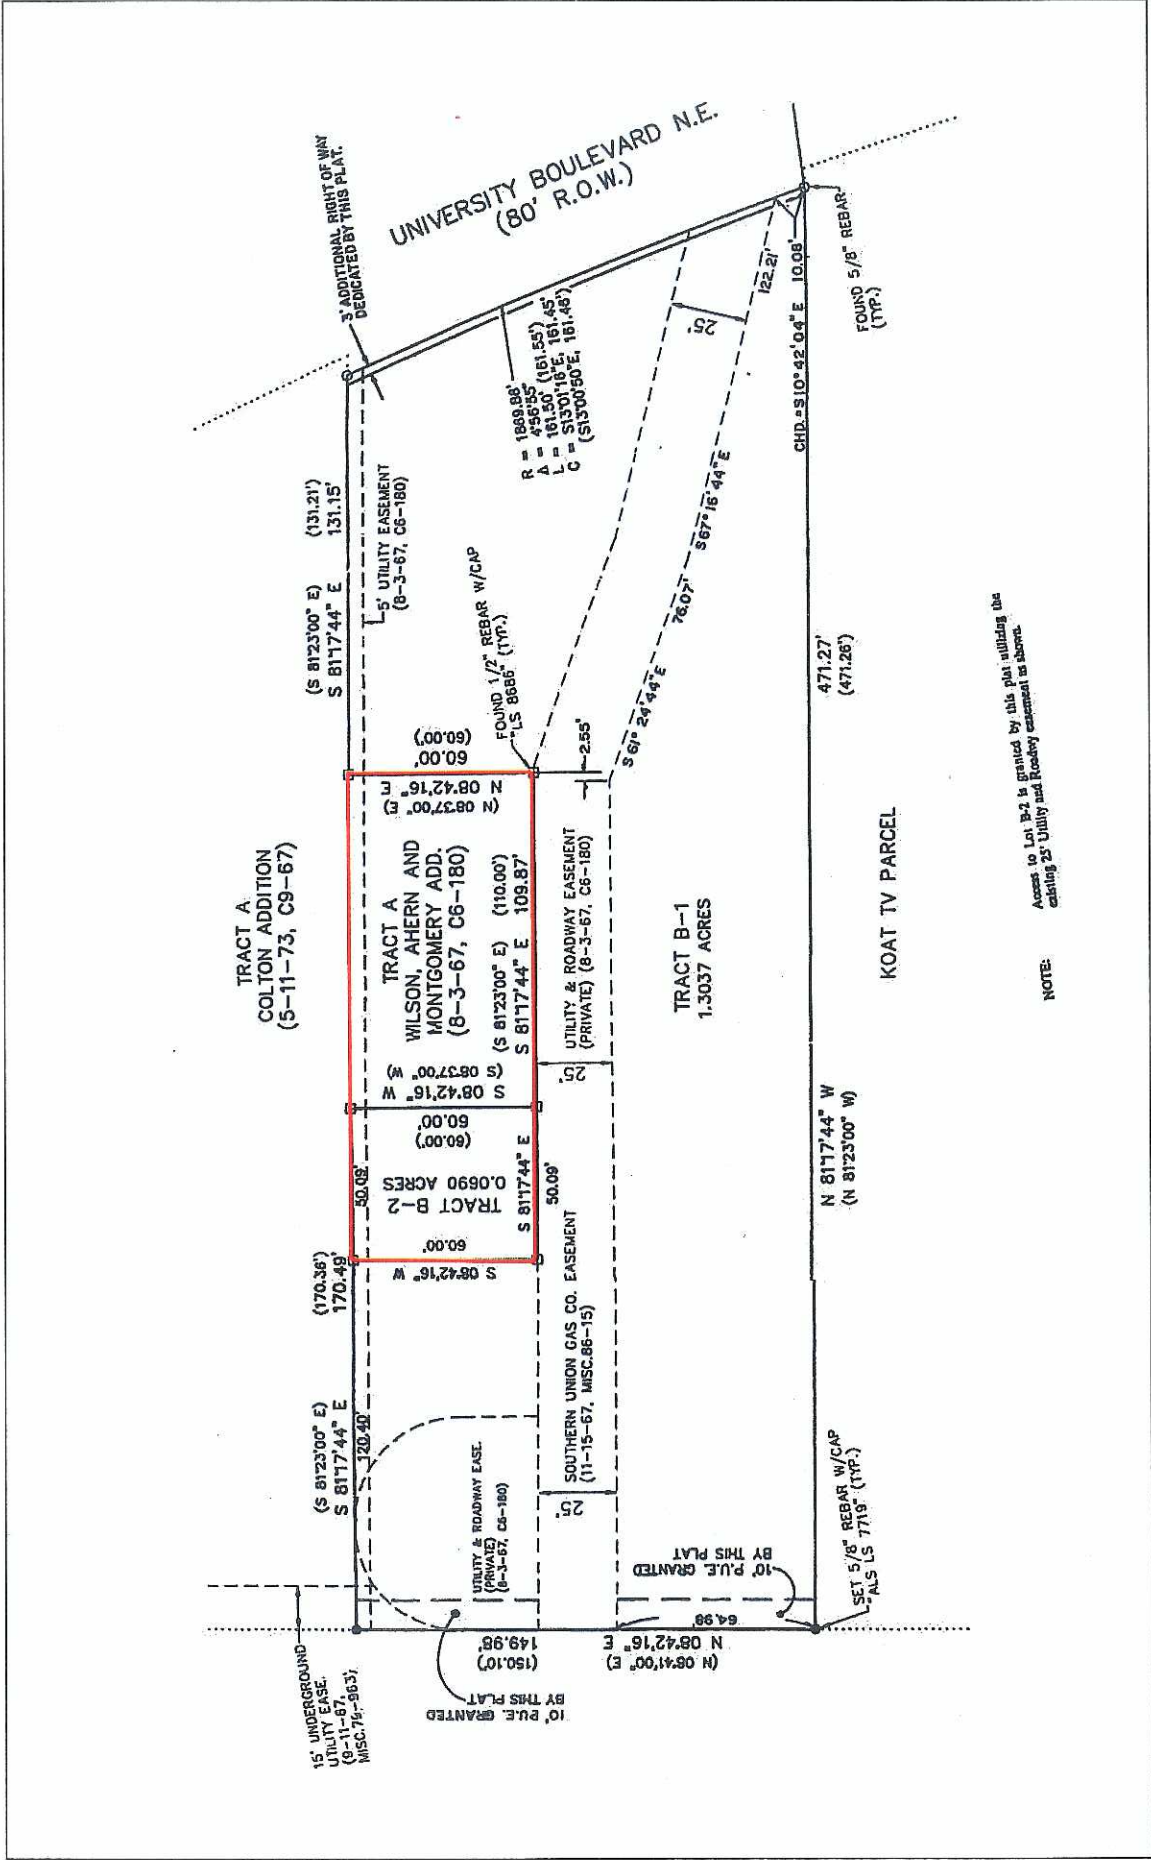 TRACT A
COLTON ADDITION
(5-11-73, C9-67)
15' UNDERGROUND
UTILITY EASE.
(9-11-67,
MISC.76-963)
(S 81°23'00" E)
S 81°17'44" E
(170.36')
170.49'
120.40'
50.09'
(S 81°23'00" E)
S 81°17'44" E
(131.21')
131.15'
5' UTILITY EASEMENT
(8-3-67, C6-180)
3' ADDITIONAL RIGHT OF WAY
DEDICATED BY THIS PLAT.
UNIVERSITY BOULEVARD N.E.
(80' R.O.W.)
R = 1869.86'
Δ = 4°56'55"
L = 161.50' (161.55')
C = S13°01'16"E, 161.45'
(S13°00'50"E, 161.46')
10' P.U.E. GRANTED
BY THIS PLAT
(N 08°41'00" E)
N 08°42'16" E
(150.10')
149.98'
64.98
UTILITY & ROADWAY EASE.
(PRIVATE)
(8-3-67, C6-180)
S 08°42'16" W
60.00'
TRACT B-2
0.0690 ACRES
S 81°17'44" E
50.09'
(60.00')
60.00'
S 08°42'16" W
(S 08°37'00" W)
TRACT A
WILSON, AHERN AND
MONTGOMERY ADD.
(8-3-67, C6-180)
(S 81°23'00" E) (110.00')
S 81°17'44" E 109.87'
(N 08°37'00" E)
N 08°42'16" E
60.00'
(60.00')
FOUND 1/2" REBAR W/CAP
"LS 8686" (TYP.)
2.55'
SOUTHERN UNION GAS CO. EASEMENT
(11-15-67, MISC.86-15)
25'
25'
UTILITY & ROADWAY EASEMENT
(PRIVATE) (8-3-67, C6-180)
S 61° 24' 44" E
76.07'
S 67° 16' 44" E
122.21'
25'
CHD.= S 10° 42' 04" E 10.08'
FOUND 5/8" REBAR
(TYP.)
10' P.U.E. GRANTED
BY THIS PLAT
SET 5/8" REBAR W/CAP
"ALS LS 7719" (TYP.)
TRACT B-1
1.3037 ACRES
N 81°17'44" W
(N 81°23'00" W)
471.27'
(471.26')
KOAT TV PARCEL
NOTE: Access to Lot B-2 is granted by this plat utilizing the
existing 25' Utility and Roadwy easement as shown.